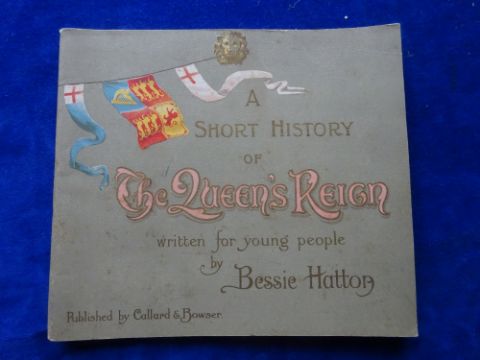 A
SHORT HISTORY
OF
The Queen's Reign
written for young people
by
Bessie Hatton
Published by Callard & Bowser.